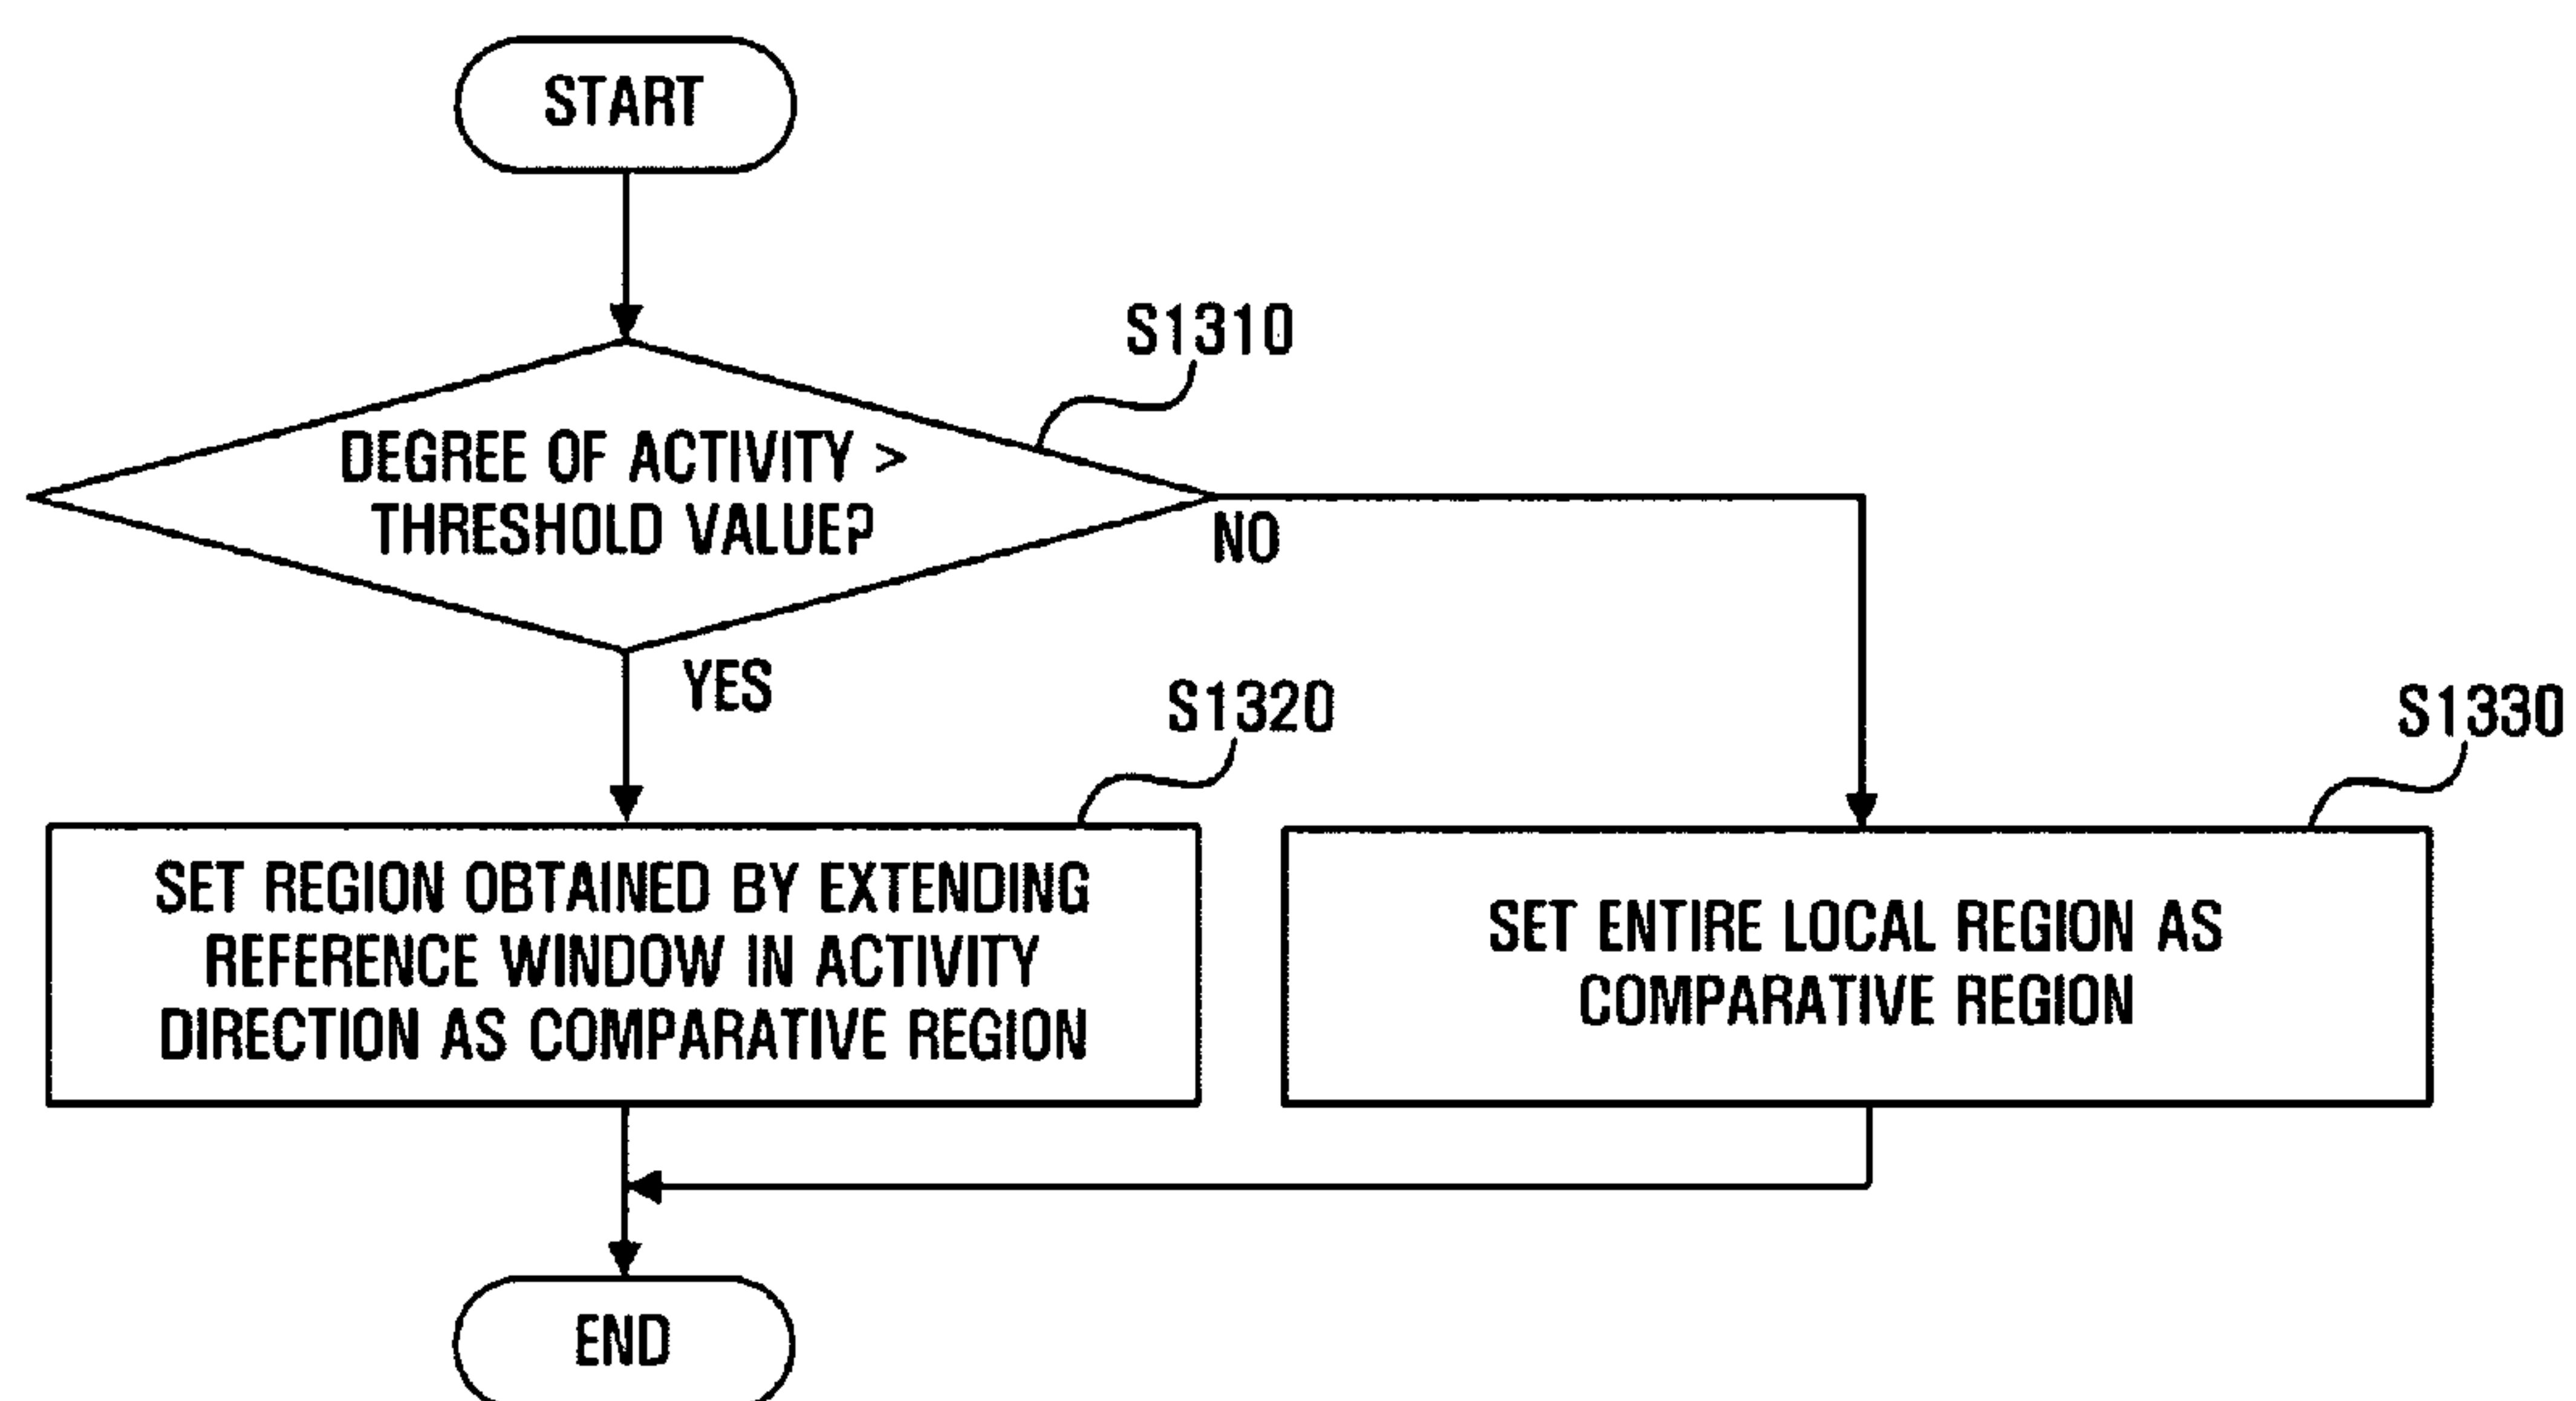 START
S1310
DEGREE OF ACTIVITY >
THRESHOLD VALUE?
NO
YES
S1320
S1330
SET REGION OBTAINED BY EXTENDING
REFERENCE WINDOW IN ACTIVITY
DIRECTION AS COMPARATIVE REGION
SET ENTIRE LOCAL REGION AS
COMPARATIVE REGION
END